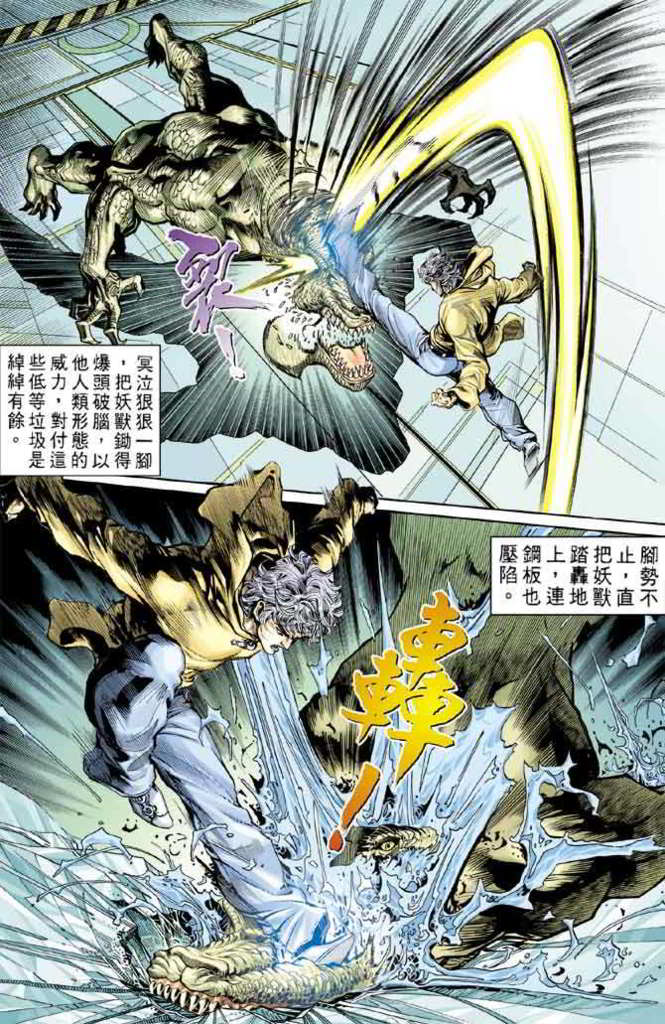 裂！
冥泣狠狠一腳
，把妖獸鋤得
爆頭破腦，以
他人類形態的
威力，對付這
些低等垃圾是
綽綽有餘。
腳勢不
止，直
把妖獸
踏轟地
上，連
鋼板也
壓陷。
轟！